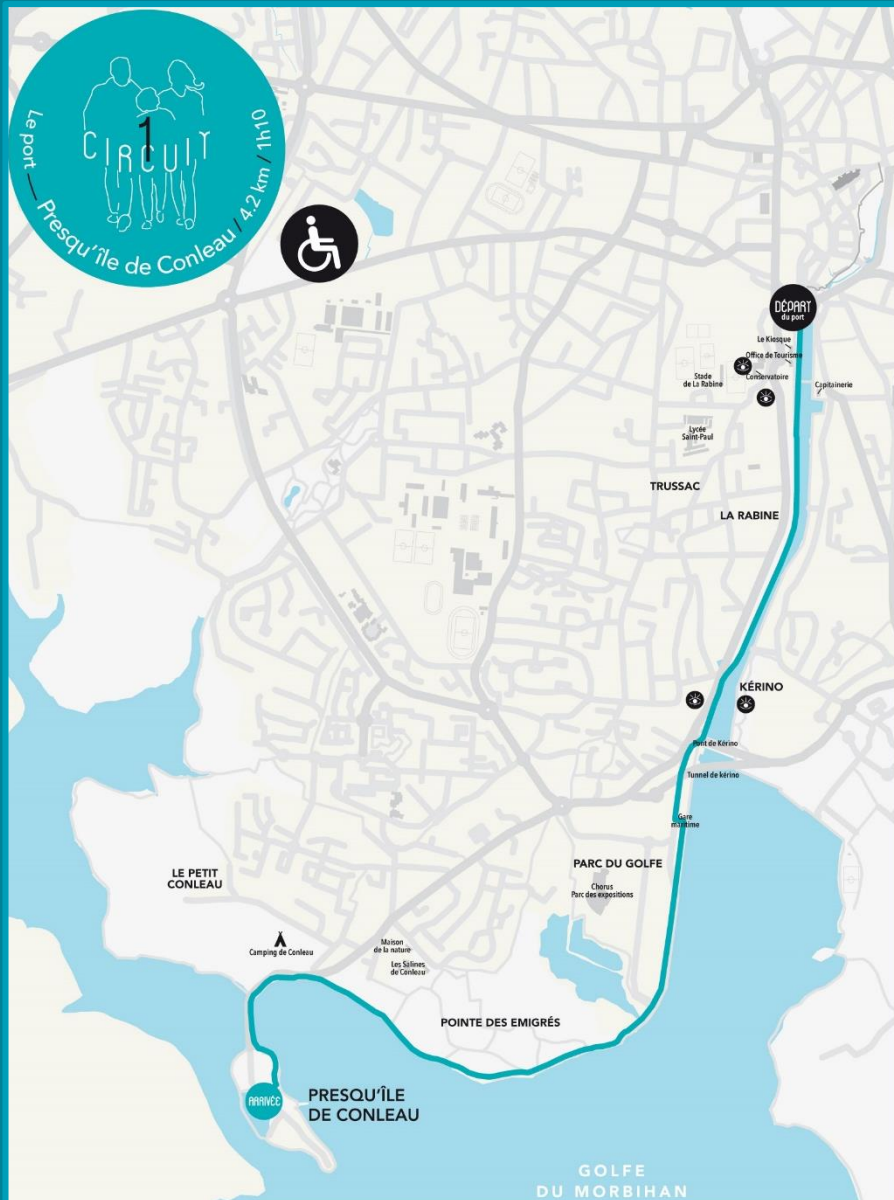 1
CIRCUIT
Le port — Presqu'île de Conleau / 4.2 km / 1h10
DÉPART
du port
Le Kiosque
Office de Tourisme
Conservatoire
Stade
de La Rabine
Capitainerie
Lycée
Saint-Paul
TRUSSAC
LA RABINE
KÉRINO
Pont de Kérino
Tunnel de kérino
Gare
maritime
PARC DU GOLFE
Chorus
Parc des expositions
LE PETIT
CONLEAU
Camping de Conleau
Maison
de la nature
Les Salines
de Conleau
POINTE DES EMIGRÉS
ARRIVÉE
PRESQU'ÎLE
DE CONLEAU
GOLFE
DU MORBIHAN